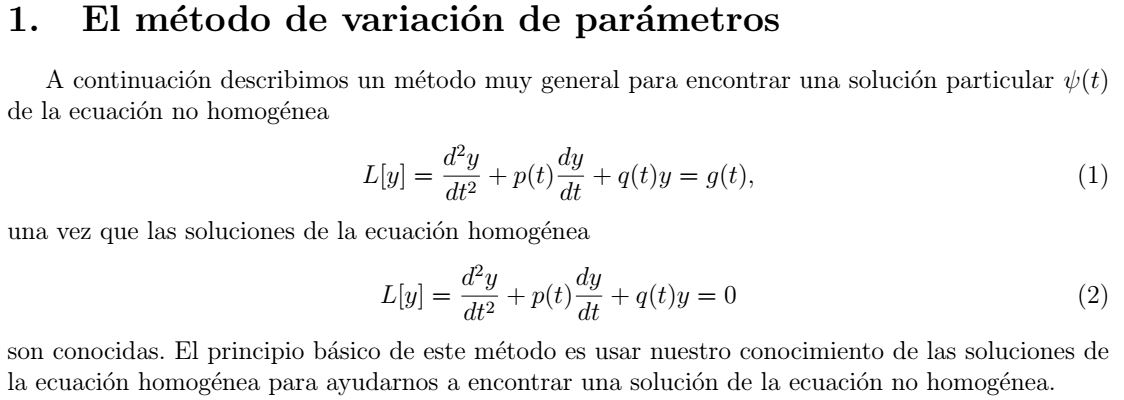 1. El método de variación de parámetros
A continuación describimos un método muy general para encontrar una solución particular ψ(t)
de la ecuación no homogénea
L[y] = d²y/dt² + p(t) dy/dt + q(t)y = g(t), (1)
una vez que las soluciones de la ecuación homogénea
L[y] = d²y/dt² + p(t) dy/dt + q(t)y = 0 (2)
son conocidas. El principio básico de este método es usar nuestro conocimiento de las soluciones de
la ecuación homogénea para ayudarnos a encontrar una solución de la ecuación no homogénea.